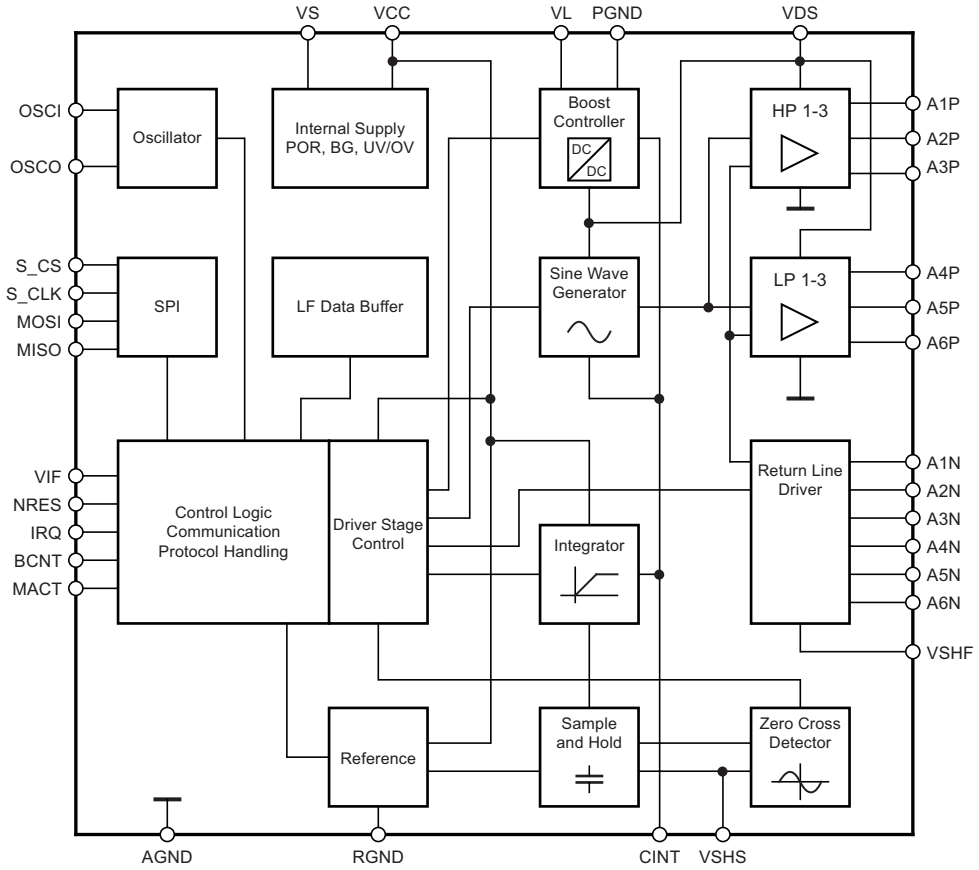 VS
VCC
VL
PGND
VDS
OSCI
OSCO
Oscillator
Internal Supply
POR, BG, UV/OV
Boost
Controller
DC
DC
HP 1-3
A1P
A2P
A3P
S_CS
S_CLK
MOSI
MISO
SPI
LF Data Buffer
Sine Wave
Generator
LP 1-3
A4P
A5P
A6P
VIF
NRES
IRQ
BCNT
MACT
Control Logic
Communication
Protocol Handling
Driver Stage
Control
Integrator
Return Line
Driver
A1N
A2N
A3N
A4N
A5N
A6N
VSHF
Reference
Sample
and Hold
Zero Cross
Detector
AGND
RGND
CINT
VSHS